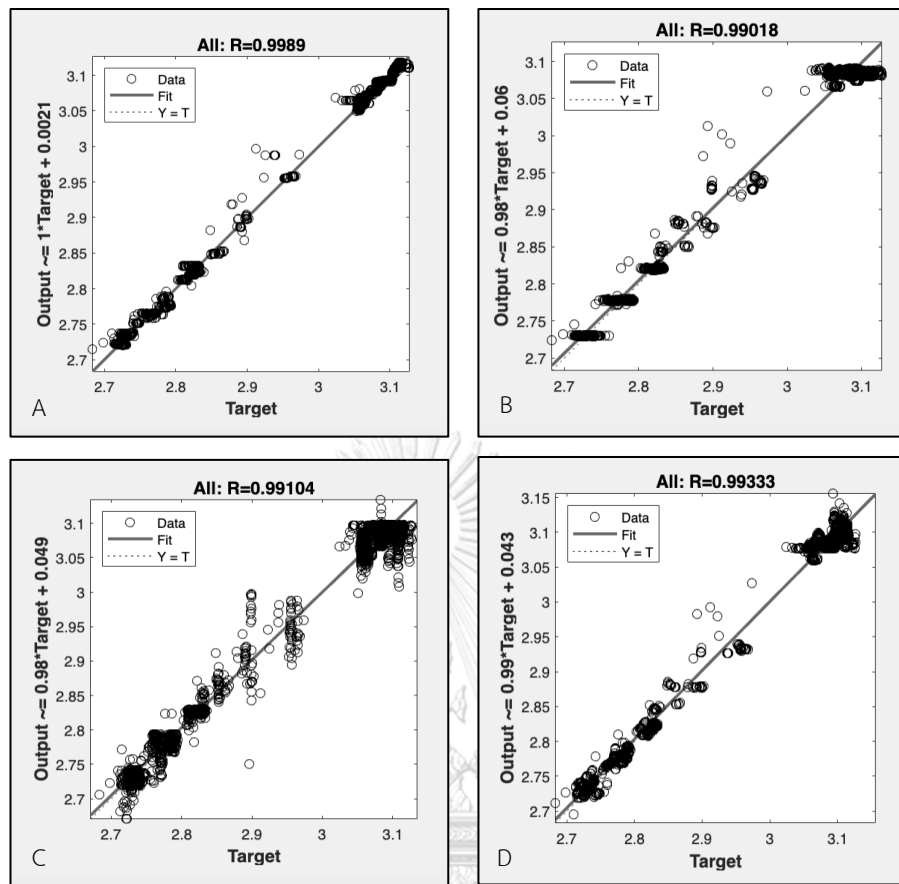 All: R=0.9989
Data
Fit
Y = T
Output ~= 1*Target + 0.0021
3.1
3.05
3
2.95
2.9
2.85
2.8
2.75
2.7
2.7
2.8
2.9
3
3.1
Target
A
All: R=0.99018
Data
Fit
Y = T
Output ~= 0.98*Target + 0.06
3.1
3.05
3
2.95
2.9
2.85
2.8
2.75
2.7
2.7
2.8
2.9
3
3.1
Target
B
All: R=0.99104
Data
Fit
Y = T
Output ~= 0.98*Target + 0.049
3.1
3.05
3
2.95
2.9
2.85
2.8
2.75
2.7
2.7
2.8
2.9
3
3.1
Target
C
All: R=0.99333
Data
Fit
Y = T
Output ~= 0.99*Target + 0.043
3.15
3.1
3.05
3
2.95
2.9
2.85
2.8
2.75
2.7
2.7
2.8
2.9
3
3.1
Target
D